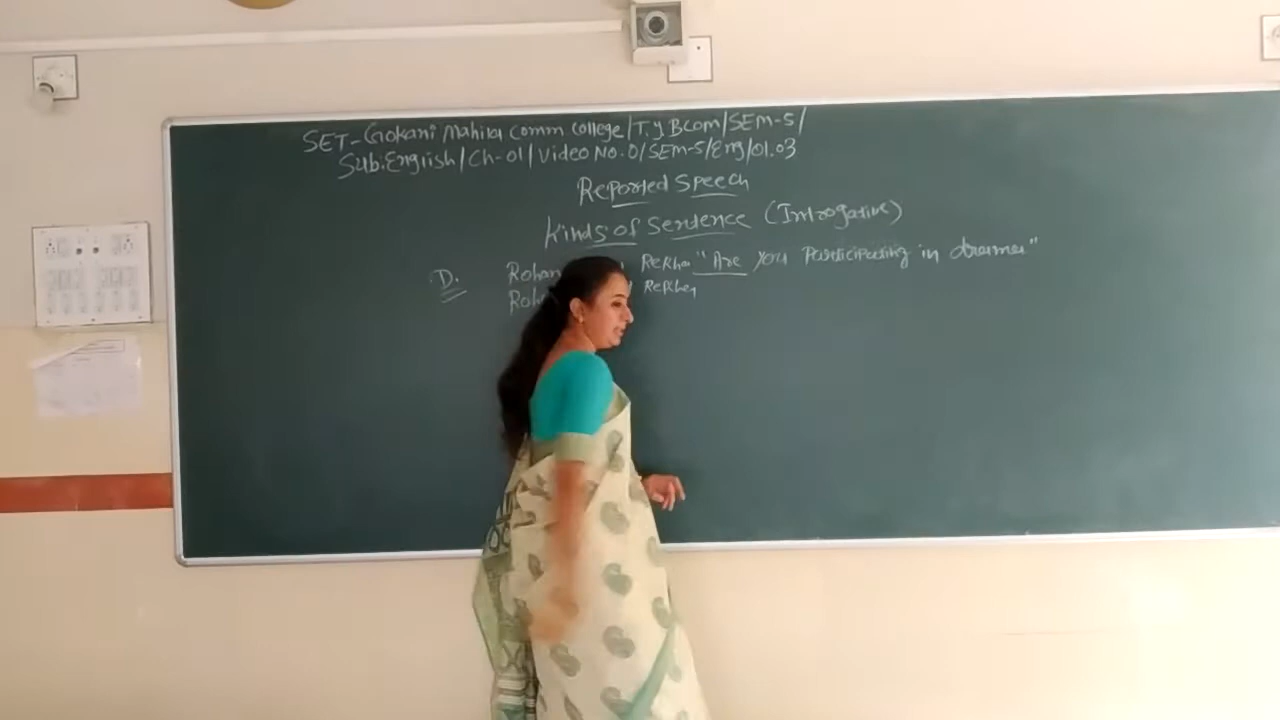 SET-Gokani Mahila Comm College/T.y BCom/SEM-5/
Sub.English/Ch-01/Video No.0/SEM-5/Eng/01.03
Reported Speech
Kinds of Sentence (Introgative)
D. Rohan Rekha "Are you Participating in drama"
Roh Rekha